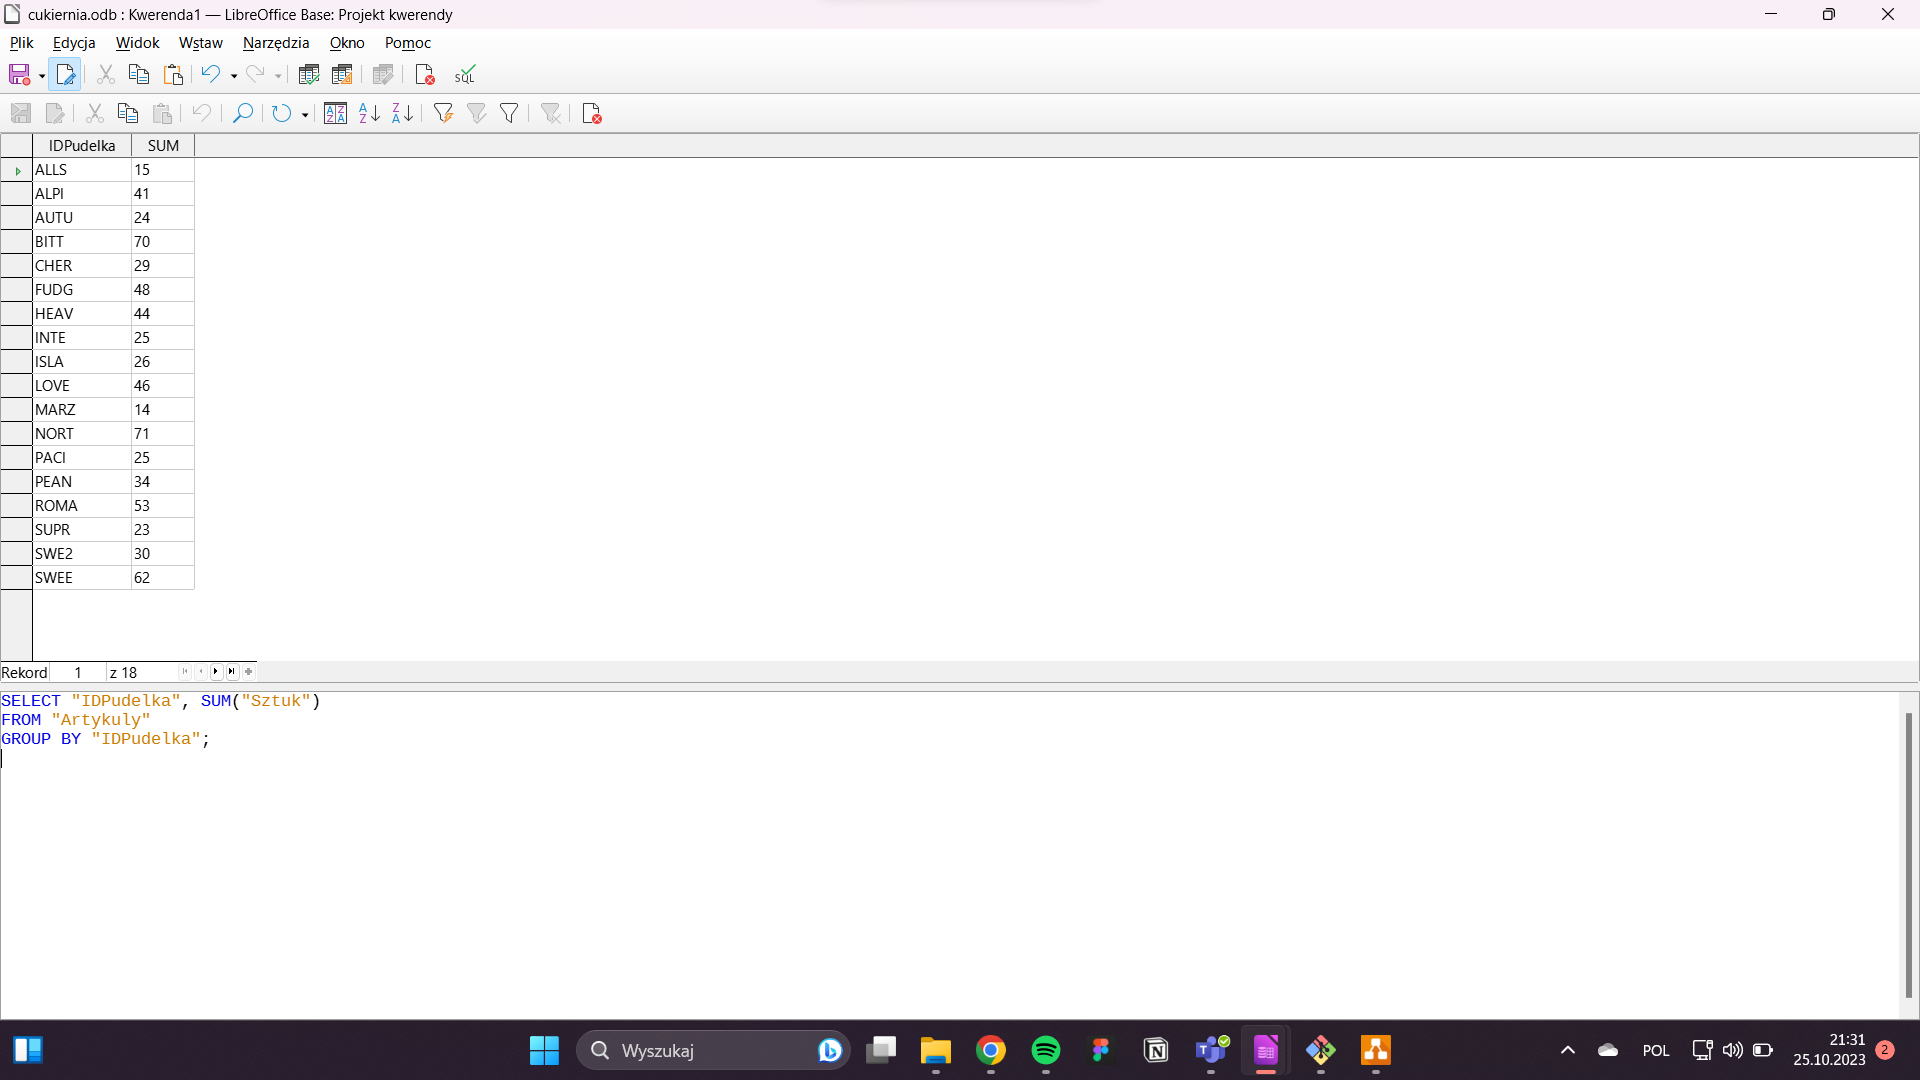 cukiernia.odb : Kwerenda1 — LibreOffice Base: Projekt kwerendy
Plik Edycja Widok Wstaw Narzędzia Okno Pomoc
SQL
IDPudelka SUM
ALLS 15
ALPI 41
AUTU 24
BITT 70
CHER 29
FUDG 48
HEAV 44
INTE 25
ISLA 26
LOVE 46
MARZ 14
NORT 71
PACI 25
PEAN 34
ROMA 53
SUPR 23
SWE2 30
SWEE 62
Rekord 1 z 18
SELECT "IDPudelka", SUM("Sztuk")
FROM "Artykuly"
GROUP BY "IDPudelka";
Wyszukaj
POL
21:31
25.10.2023
2